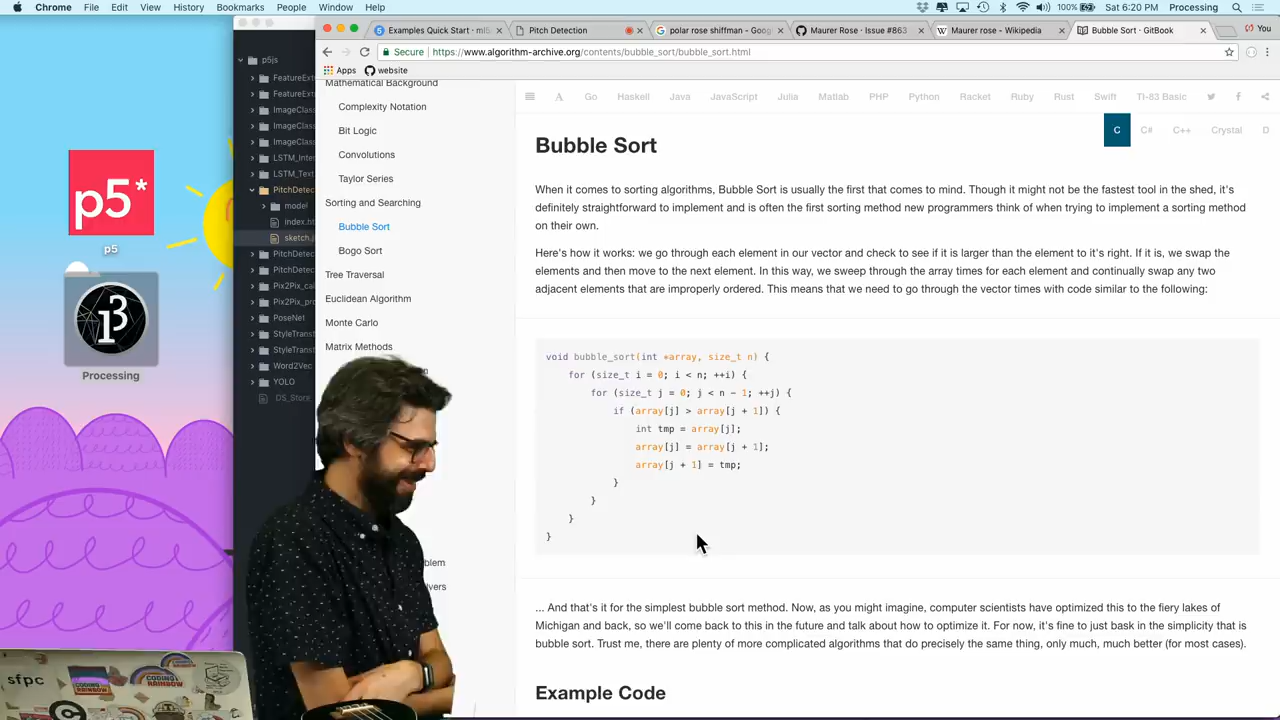 Chrome File Edit View History Bookmarks People Window Help 100% Sat 6:20 PM Processing
Examples Quick Start - ml5 Pitch Detection polar rose shiffman - Goog Maurer Rose · Issue #863 Maurer rose - Wikipedia Bubble Sort · GitBook You
Secure https://www.algorithm-archive.org/contents/bubble_sort/bubble_sort.html
Apps website
p5js
FeatureExt
FeatureExt
ImageClas
ImageClas
ImageClas
LSTM_Inter
LSTM_Text
PitchDetec
model
index.ht
sketch.j
PitchDetec
PitchDetec
Pix2Pix_cal
Pix2Pix_pro
PoseNet
StyleTranst
StyleTranst
Word2Vec
YOLO
.DS_Store
p5*
p5
Processing
Mathematical Background
Complexity Notation
Bit Logic
Convolutions
Taylor Series
Sorting and Searching
Bubble Sort
Bogo Sort
Tree Traversal
Euclidean Algorithm
Monte Carlo
Matrix Methods
blem
lvers
A Go Haskell Java JavaScript Julia Matlab PHP Python Racket Ruby Rust Swift TI-83 Basic
C C# C++ Crystal D
Bubble Sort
When it comes to sorting algorithms, Bubble Sort is usually the first that comes to mind. Though it might not be the fastest tool in the shed, it's
definitely straightforward to implement and is often the first sorting method new programmers think of when trying to implement a sorting method
on their own.
Here's how it works: we go through each element in our vector and check to see if it is larger than the element to it's right. If it is, we swap the
elements and then move to the next element. In this way, we sweep through the array times for each element and continually swap any two
adjacent elements that are improperly ordered. This means that we need to go through the vector times with code similar to the following:
void bubble_sort(int *array, size_t n) {
for (size_t i = 0; i < n; ++i) {
for (size_t j = 0; j < n - 1; ++j) {
if (array[j] > array[j + 1]) {
int tmp = array[j];
array[j] = array[j + 1];
array[j + 1] = tmp;
}
}
}
}
... And that's it for the simplest bubble sort method. Now, as you might imagine, computer scientists have optimized this to the fiery lakes of
Michigan and back, so we'll come back to this in the future and talk about how to optimize it. For now, it's fine to just bask in the simplicity that is
bubble sort. Trust me, there are plenty of more complicated algorithms that do precisely the same thing, only much, much better (for most cases).
Example Code
sfpc
CODING RAINBOW